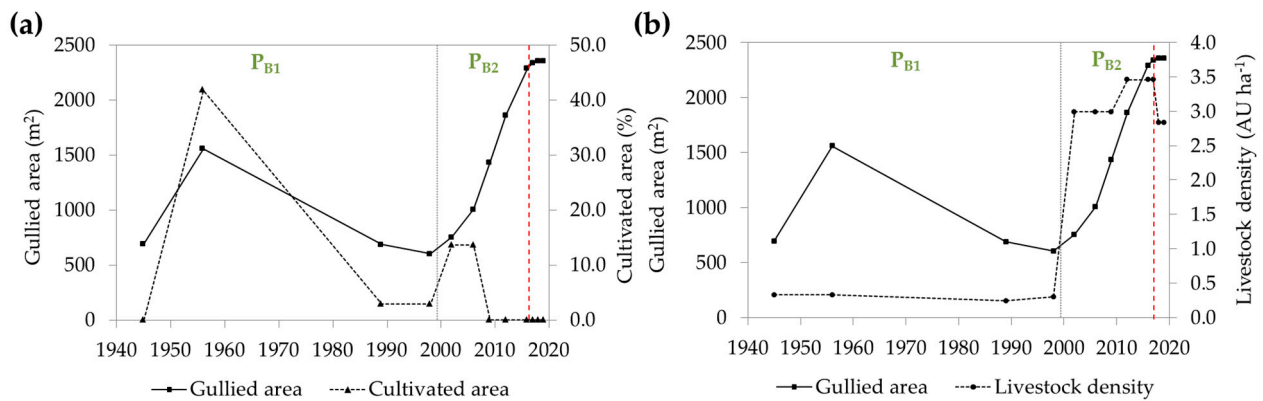 (a)
P_B1
P_B2
2500
2000
1500
1000
500
0
Gullied area (m²)
50.0
40.0
30.0
20.0
10.0
0.0
Cultivated area (%)
1940 1950 1960 1970 1980 1990 2000 2010 2020
Gullied area
Cultivated area
(b)
P_B1
P_B2
2500
2000
1500
1000
500
0
Gullied area (m²)
4.0
3.5
3.0
2.5
2.0
1.5
1.0
0.5
0.0
Livestock density (AU ha⁻¹)
1940 1950 1960 1970 1980 1990 2000 2010 2020
Gullied area
Livestock density